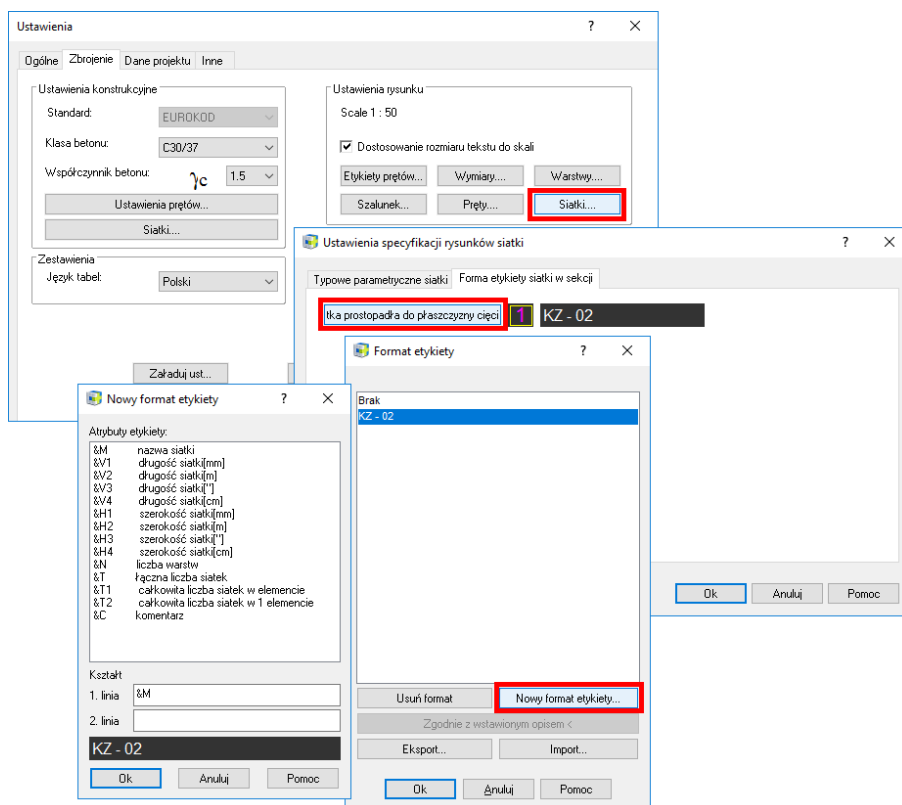 Ustawienia
Ogólne Zbrojenie Dane projektu Inne
Ustawienia konstrukcyjne
Standard: EUROKOD
Klasa betonu: C30/37
Współczynnik betonu: γc 1.5
Ustawienia prętów...
Siatki....
Zestawienia
Język tabel: Polski
Załaduj ust...
Ustawienia rysunku
Scale 1 : 50
Dostosowanie rozmiaru tekstu do skali
Etykiety prętów... Wymiary.... Warstwy....
Szalunek... Pręty.... Siatki....
Ustawienia specyfikacji rysunków siatki
Typowe parametryczne siatki Forma etykiety siatki w sekcji
tka prostopadła do płaszczyzny cięci 1 KZ - 02
Ok Anuluj Pomoc
Format etykiety
Brak
KZ - 02
Usuń format Nowy format etykiety...
Zgodnie z wstawionym opisem <
Eksport... Import...
Ok Anuluj Pomoc
Nowy format etykiety
Atrybuty etykiety:
&M nazwa siatki
&V1 długość siatki[mm]
&V2 długość siatki[m]
&V3 długość siatki["]
&V4 długość siatki[cm]
&H1 szerokość siatki[mm]
&H2 szerokość siatki[m]
&H3 szerokość siatki["]
&H4 szerokość siatki[cm]
&N liczba warstw
&T łączna liczba siatek
&T1 całkowita liczba siatek w elemencie
&T2 całkowita liczba siatek w 1 elemencie
&C komentarz
Kształt
1. linia &M
2. linia
KZ - 02
Ok Anuluj Pomoc